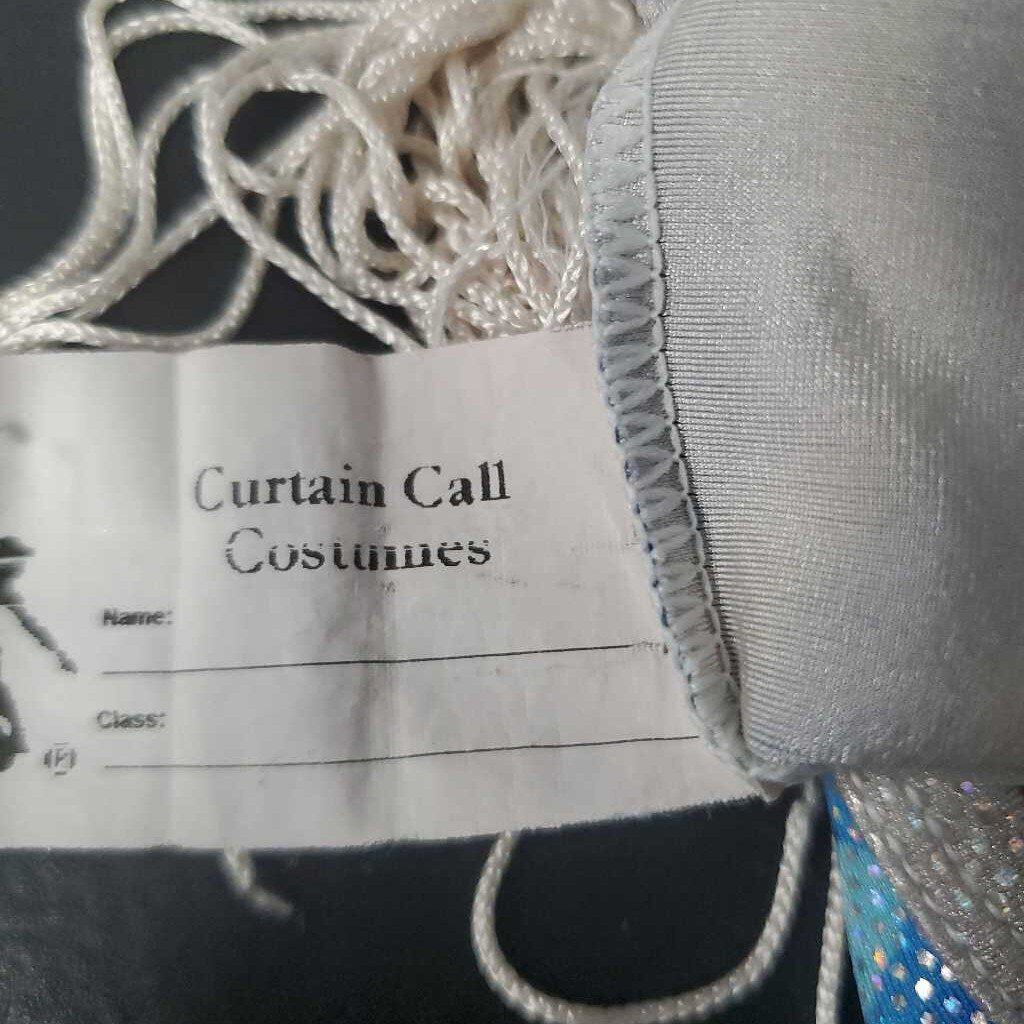 Curtain Call
Costumes
Name:
Class: